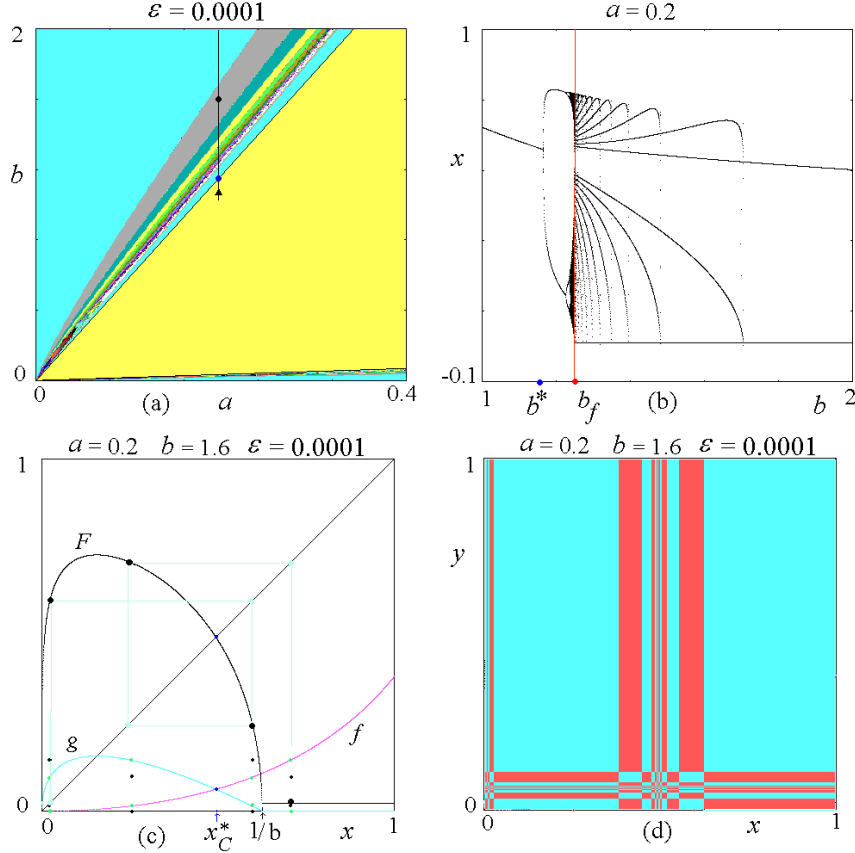 ε = 0.0001
2
b
0
0
(a)
a
0.4
a = 0.2
1
x
-0.1
1
b*
b_f
(b)
b
2
a = 0.2 b = 1.6 ε = 0.0001
1
F
g
f
0
0
(c)
x*_C
1/b
x
1
a = 0.2 b = 1.6 ε = 0.0001
1
y
0
0
(d)
x
1